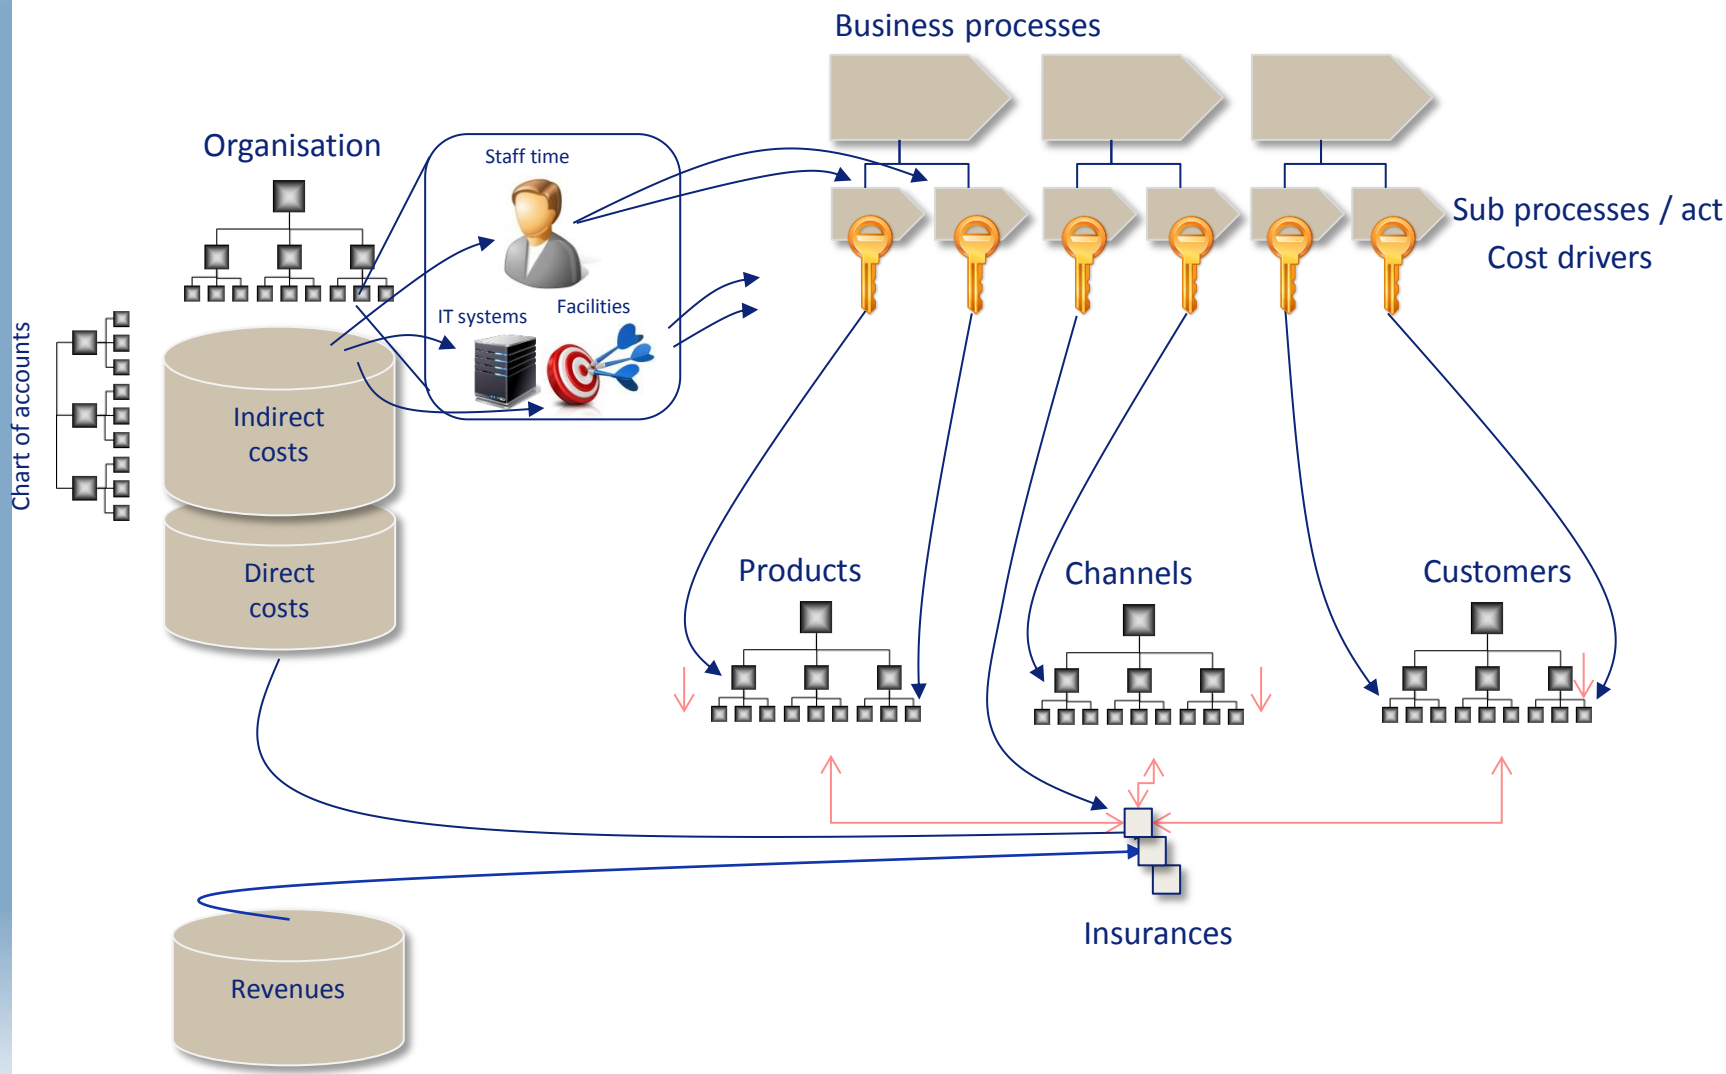 Business processes
Organisation
Staff time
Sub processes / act
Cost drivers
IT systems
Facilities
Chart of accounts
Indirect
costs
Direct
costs
Products
Channels
Customers
Insurances
Revenues